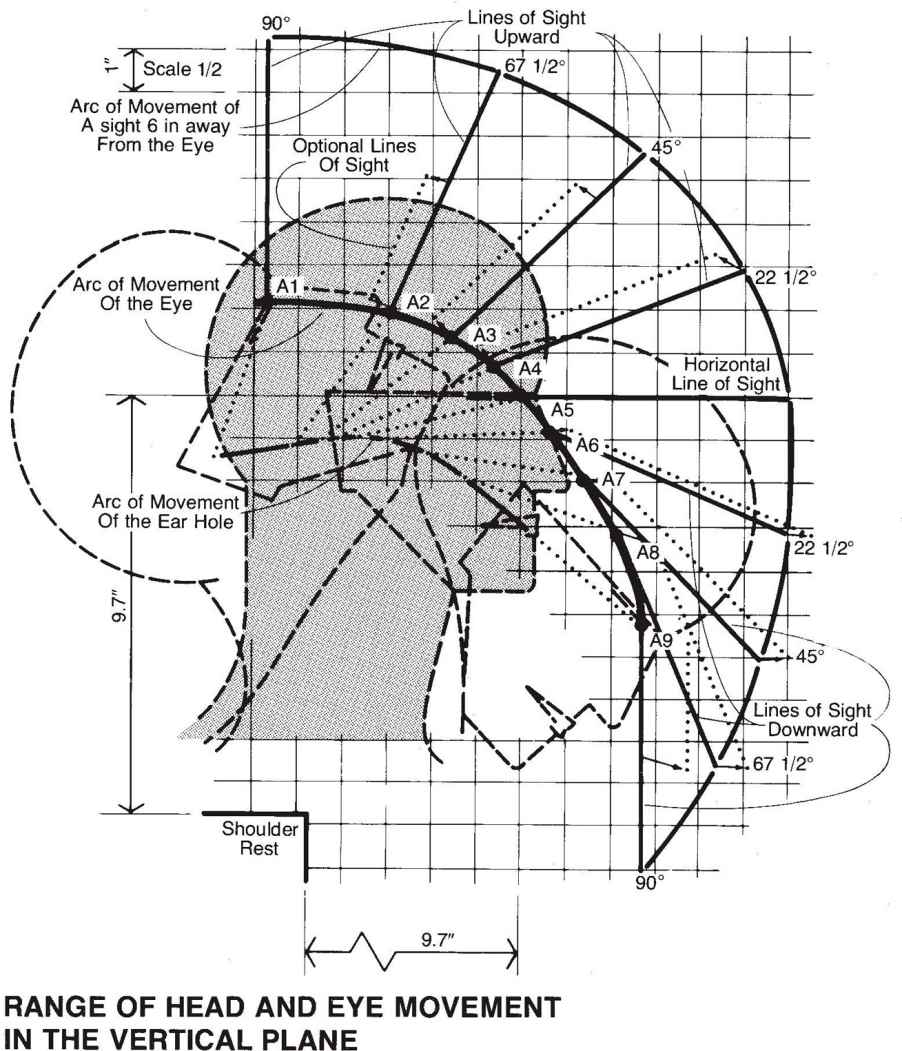 90°
Lines of Sight
Upward
1"
Scale 1/2
67 1/2°
Arc of Movement of
A sight 6 in away
From the Eye
Optional Lines
Of Sight
45°
Arc of Movement
Of the Eye
A1
A2
22 1/2°
A3
A4
Horizontal
Line of Sight
A5
A6
A7
Arc of Movement
Of the Ear Hole
A8
22 1/2°
9.7"
A9
45°
Lines of Sight
Downward
67 1/2°
Shoulder
Rest
90°
9.7"
RANGE OF HEAD AND EYE MOVEMENT
IN THE VERTICAL PLANE